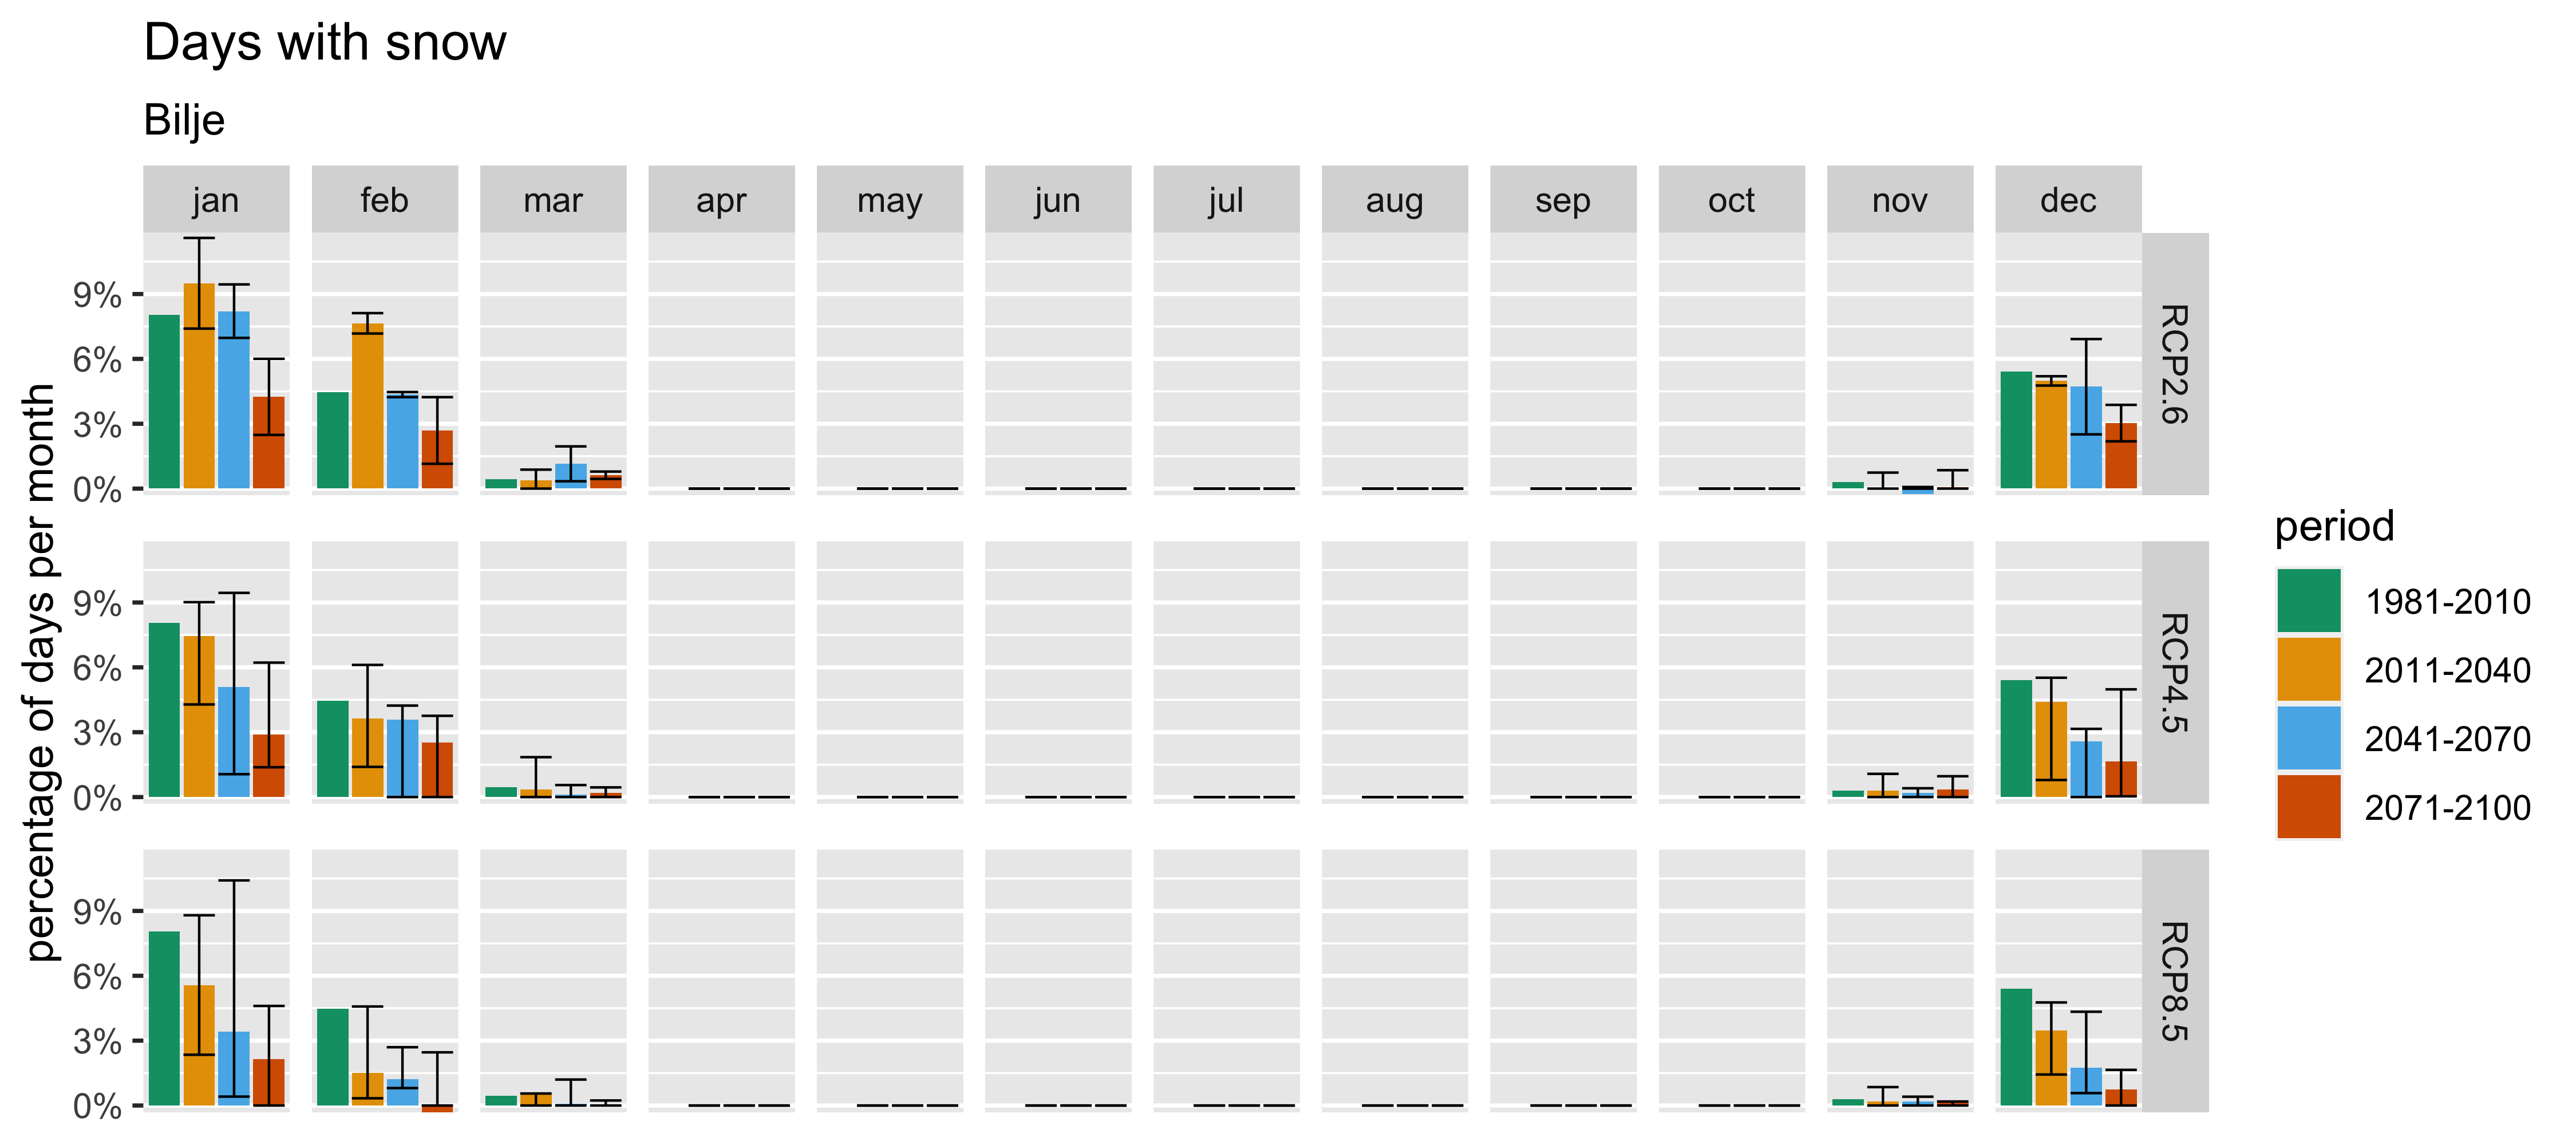 Days with snow
Bilje
jan feb mar apr may jun jul aug sep oct nov dec
percentage of days per month
9%
6%
3%
0%
RCP2.6
9%
6%
3%
0%
RCP4.5
9%
6%
3%
0%
RCP8.5
period
1981-2010
2011-2040
2041-2070
2071-2100